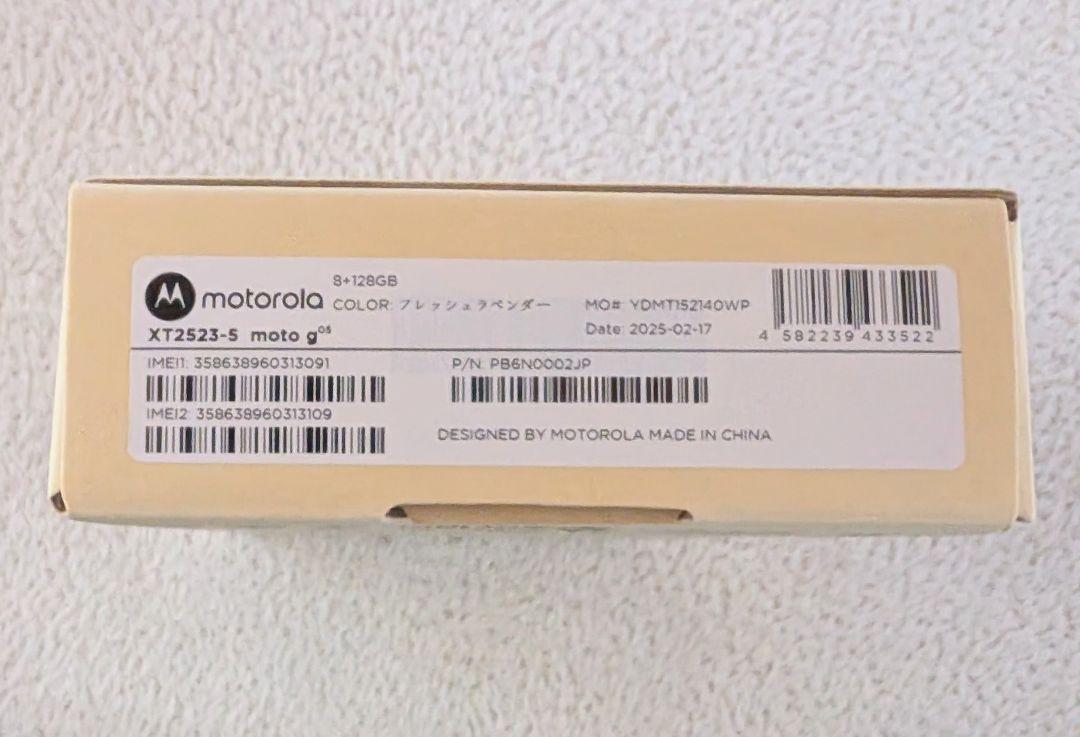 motorola
8+128GB
COLOR: フレッシュラベンダー
XT2523-5 moto g05
MO#: YDMT152140WP
Date: 2025-02-17
4 582239 433522
IMEI1: 358638960313091
P/N: PB6N0002JP
IMEI2: 358638960313109
DESIGNED BY MOTOROLA MADE IN CHINA